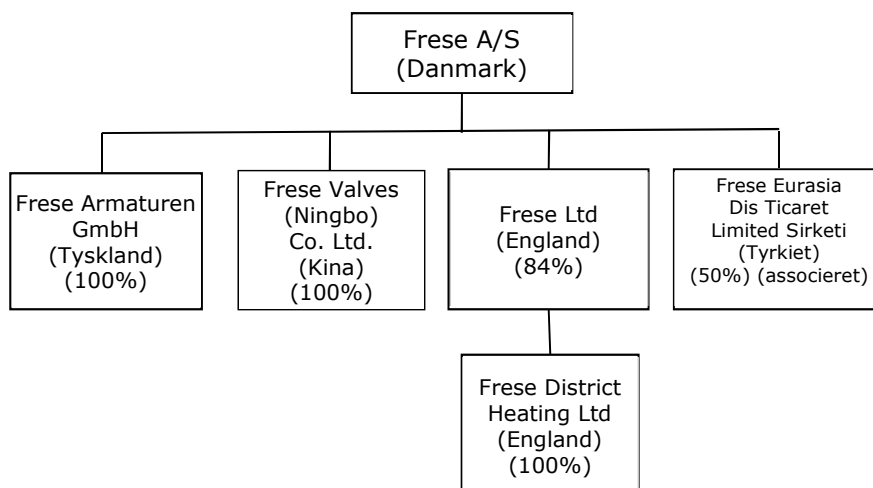 Frese A/S
(Danmark)
Frese Armaturen
GmbH
(Tyskland)
(100%)
Frese Valves
(Ningbo)
Co. Ltd.
(Kina)
(100%)
Frese Ltd
(England)
(84%)
Frese Eurasia
Dis Ticaret
Limited Sirketi
(Tyrkiet)
(50%) (associeret)
Frese District
Heating Ltd
(England)
(100%)